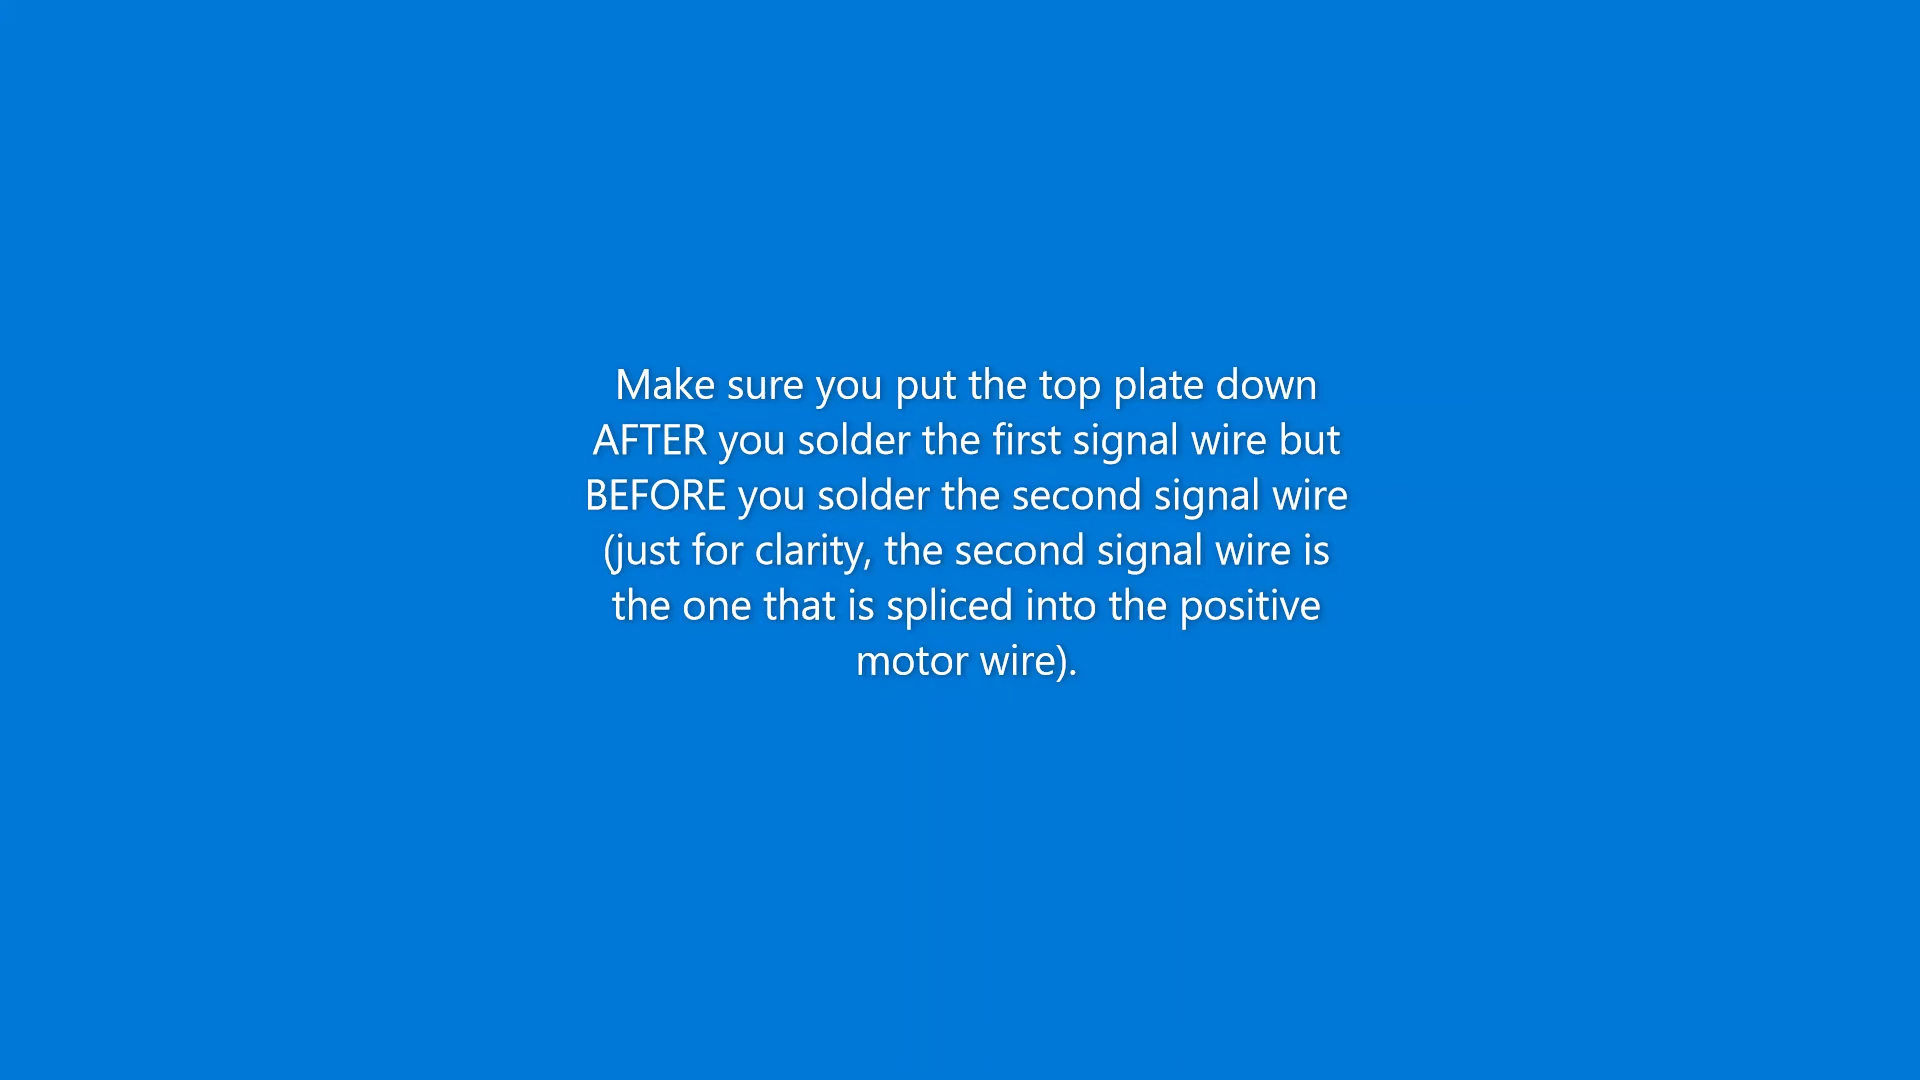 Make sure you put the top plate down
AFTER you solder the first signal wire but
BEFORE you solder the second signal wire
(just for clarity, the second signal wire is
the one that is spliced into the positive
motor wire).